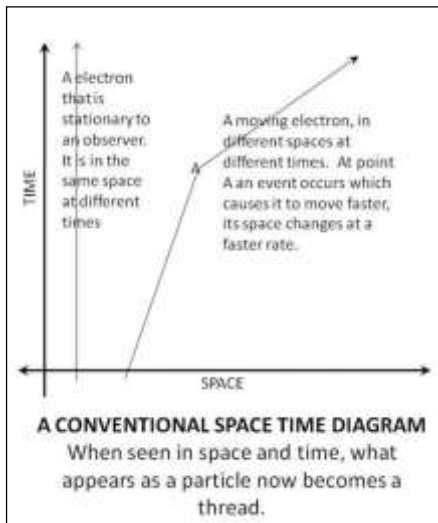 A electron
that is
stationary to
an observer.
It is in the
same space
at different
times
A moving electron, in
different spaces at
different times. At point
A an event occurs which
causes it to move faster,
its space changes at a
faster rate.
A
TIME
SPACE
A CONVENTIONAL SPACE TIME DIAGRAM
When seen in space and time, what
appears as a particle now becomes a
thread.